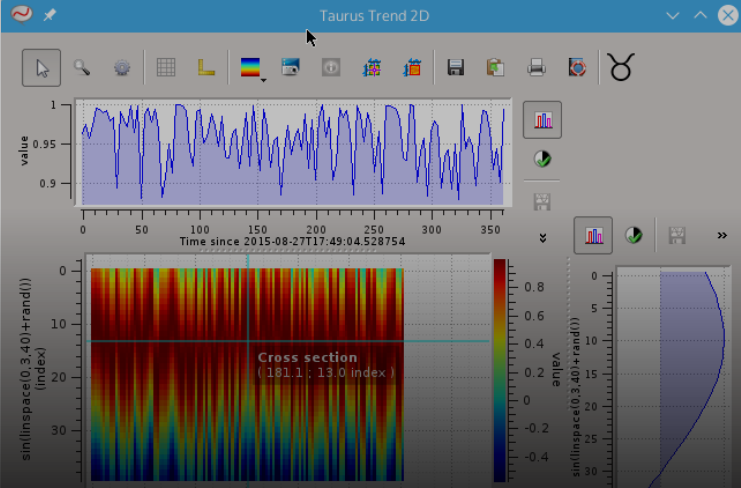 Taurus Trend 2D
1
0.95
0.9
value
0 50 100 150 200 250 300 350
Time since 2015-08-27T17:49:04.528754
»
0
10
20
30
sin(linspace(0,3,40)+rand())
(index)
Cross section
( 181.1 ; 13.0 index )
0.8
0.6
0.4
0.2
0
-0.2
-0.4
value
0
5
10
15
20
25
30
sin(linspace(0,3,40)+rand())